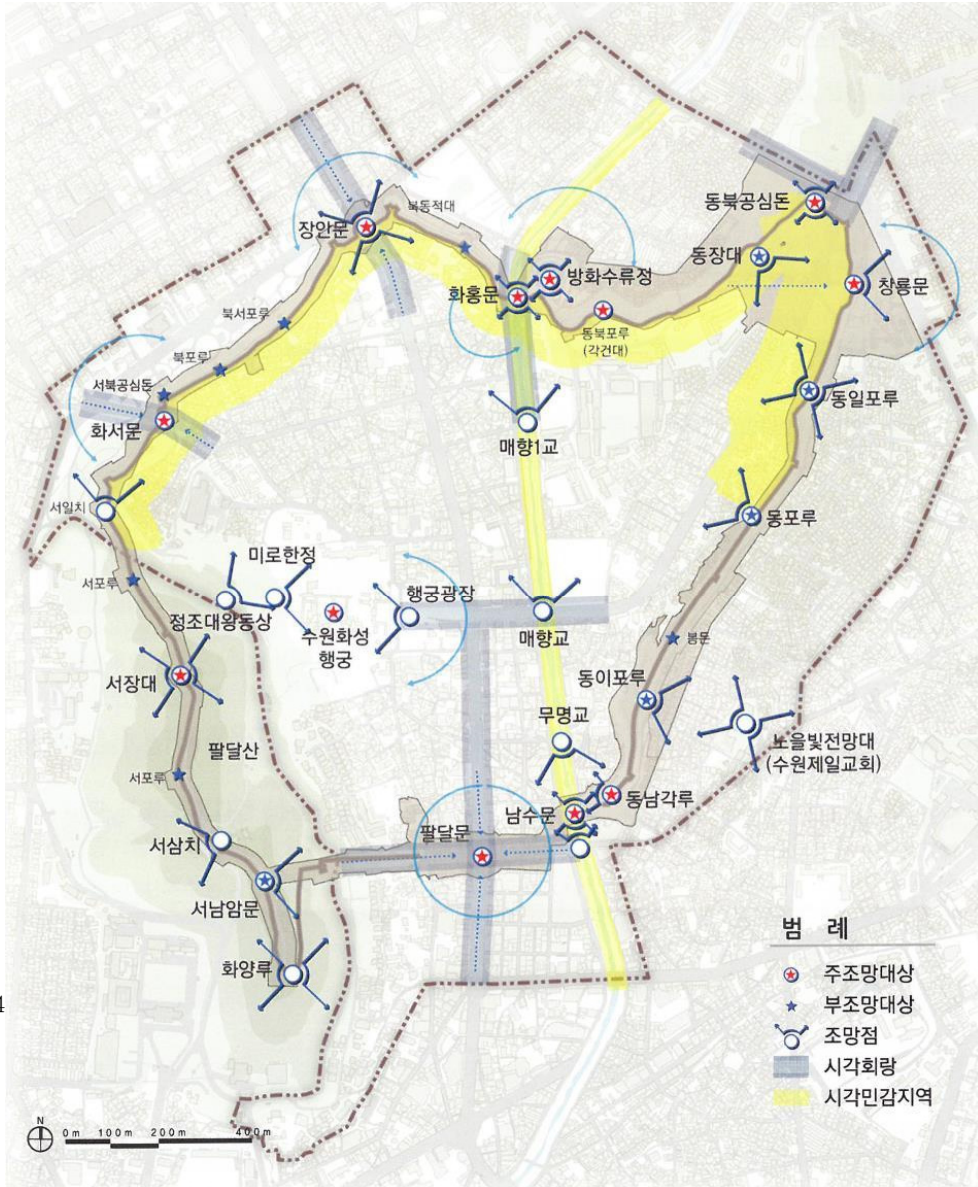 북동적대
장안문
동북공심돈
동장대
방화수류정
화홍문
창룡문
북서포루
동북포루
(각건대)
북포루
서북공심돈
동일포루
화서문
매향1교
서일치
동포루
미로한정
서포루
행궁광장
정조대왕동상
수원화성
행궁
매향교
봉돈
동이포루
서장대
무명교
노을빛전망대
(수원제일교회)
팔달산
서포루
동남각루
남수문
팔달문
서삼치
서남암문
화양루
범 례
주조망대상
부조망대상
조망점
시각회랑
시각민감지역
4
N
0m 100m 200m 400m